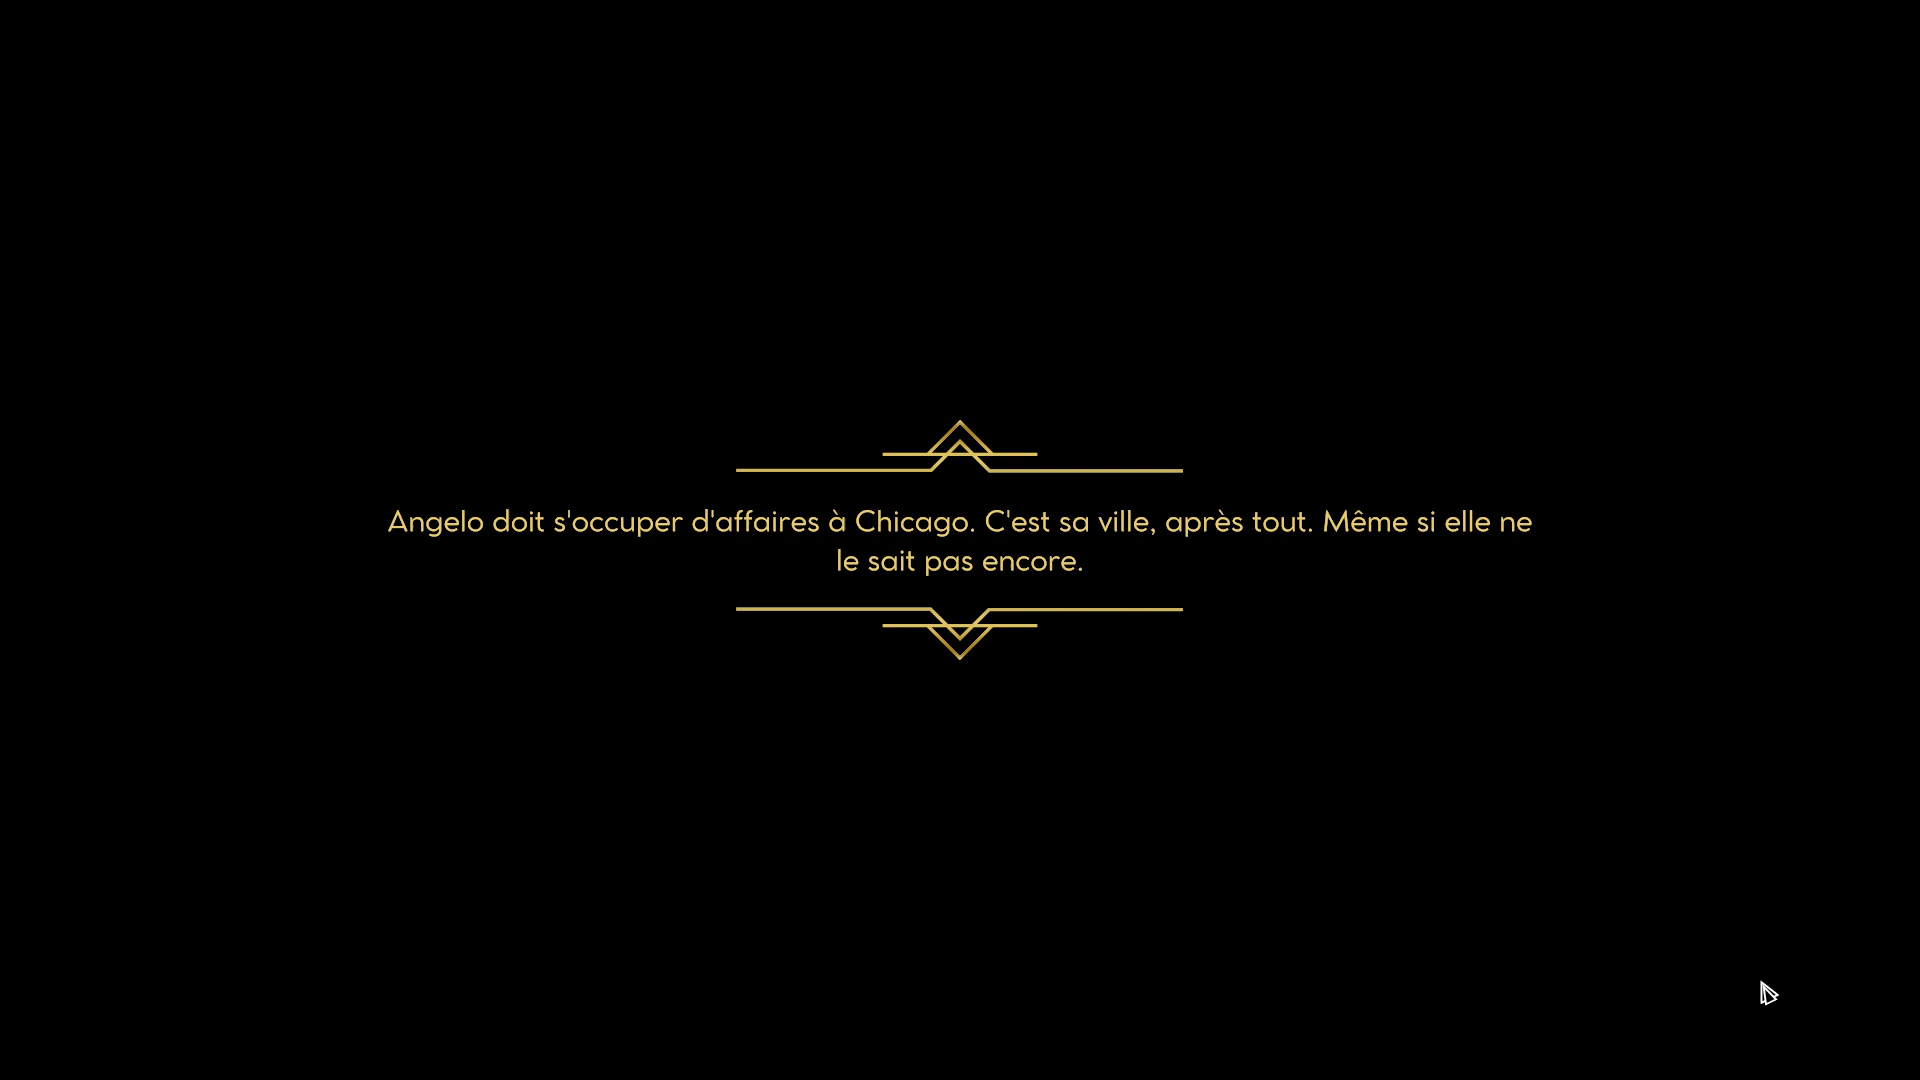 Angelo doit s'occuper d'affaires à Chicago. C'est sa ville, après tout. Même si elle ne
le sait pas encore.